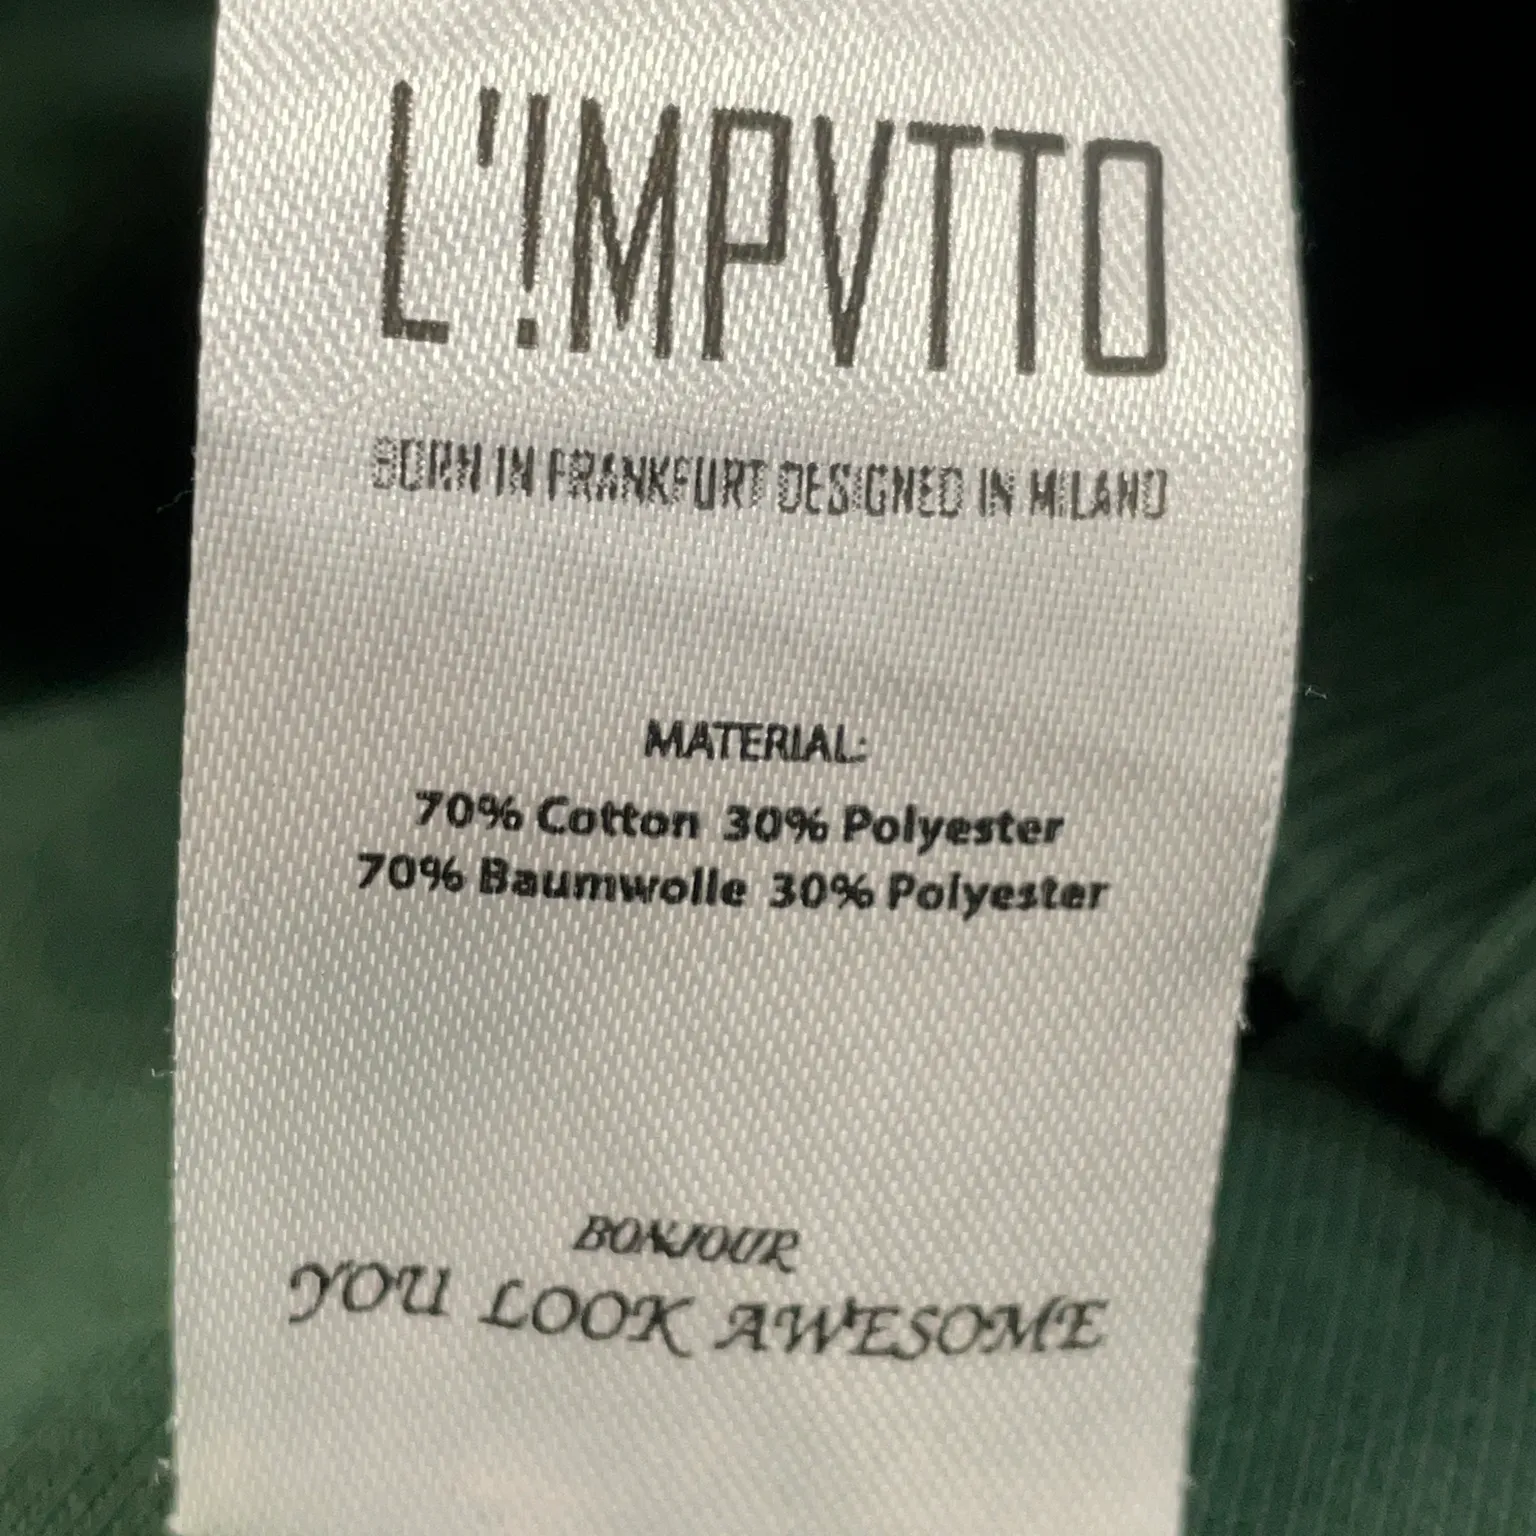 L'!MPVTTO
BORN IN FRANKFURT DESIGNED IN MILANO
MATERIAL:
70% Cotton 30% Polyester
70% Baumwolle 30% Polyester
BONJOUR
YOU LOOK AWESOME